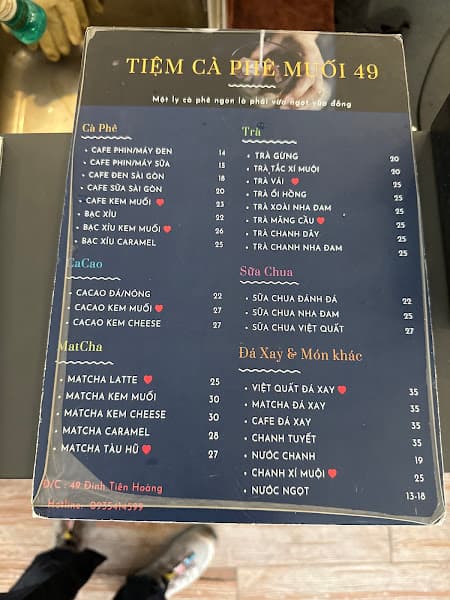 TIỆM CÀ PHÊ MUỐI 49
Một ly cà phê ngon là phải vừa ngọt vừa đắng
Cà Phê
CAFE PHIN/MÁY ĐEN 14
CAFE PHIN/MÁY SỮA 15
CAFE ĐEN SÀI GÒN 18
CAFE SỮA SÀI GÒN 20
CAFE KEM MUỐI 23
BẠC XỈU 22
BẠC XỈU KEM MUỐI 26
BẠC XỈU CARAMEL 25
CaCao
CACAO ĐÁ/NÓNG 22
CACAO KEM MUỐI 27
CACAO KEM CHEESE 27
MatCha
MATCHA LATTE 25
MATCHA KEM MUỐI 30
MATCHA KEM CHEESE 30
MATCHA CARAMEL 28
MATCHA TÀU HŨ 27
Đ/C : 49 Đinh Tiên Hoàng
Hotline: 0935414599
Trà
TRÀ GỪNG 20
TRÀ TẮC XÍ MUỘI 20
TRÀ VẢI 25
TRÀ ỔI HỒNG 25
TRÀ XOÀI NHA ĐAM 25
TRÀ MÃNG CẦU 25
TRÀ CHANH DÂY 25
TRÀ CHANH NHA ĐAM 25
Sữa Chua
SỮA CHUA ĐÁNH ĐÁ 22
SỮA CHUA NHA ĐAM 25
SỮA CHUA VIỆT QUẤT 27
Đá Xay & Món khác
VIỆT QUẤT ĐÁ XAY 35
MATCHA ĐÁ XAY 35
CAFE ĐÁ XAY 35
CHANH TUYẾT 35
NƯỚC CHANH 19
CHANH XÍ MUỘI 25
NƯỚC NGỌT 13-18